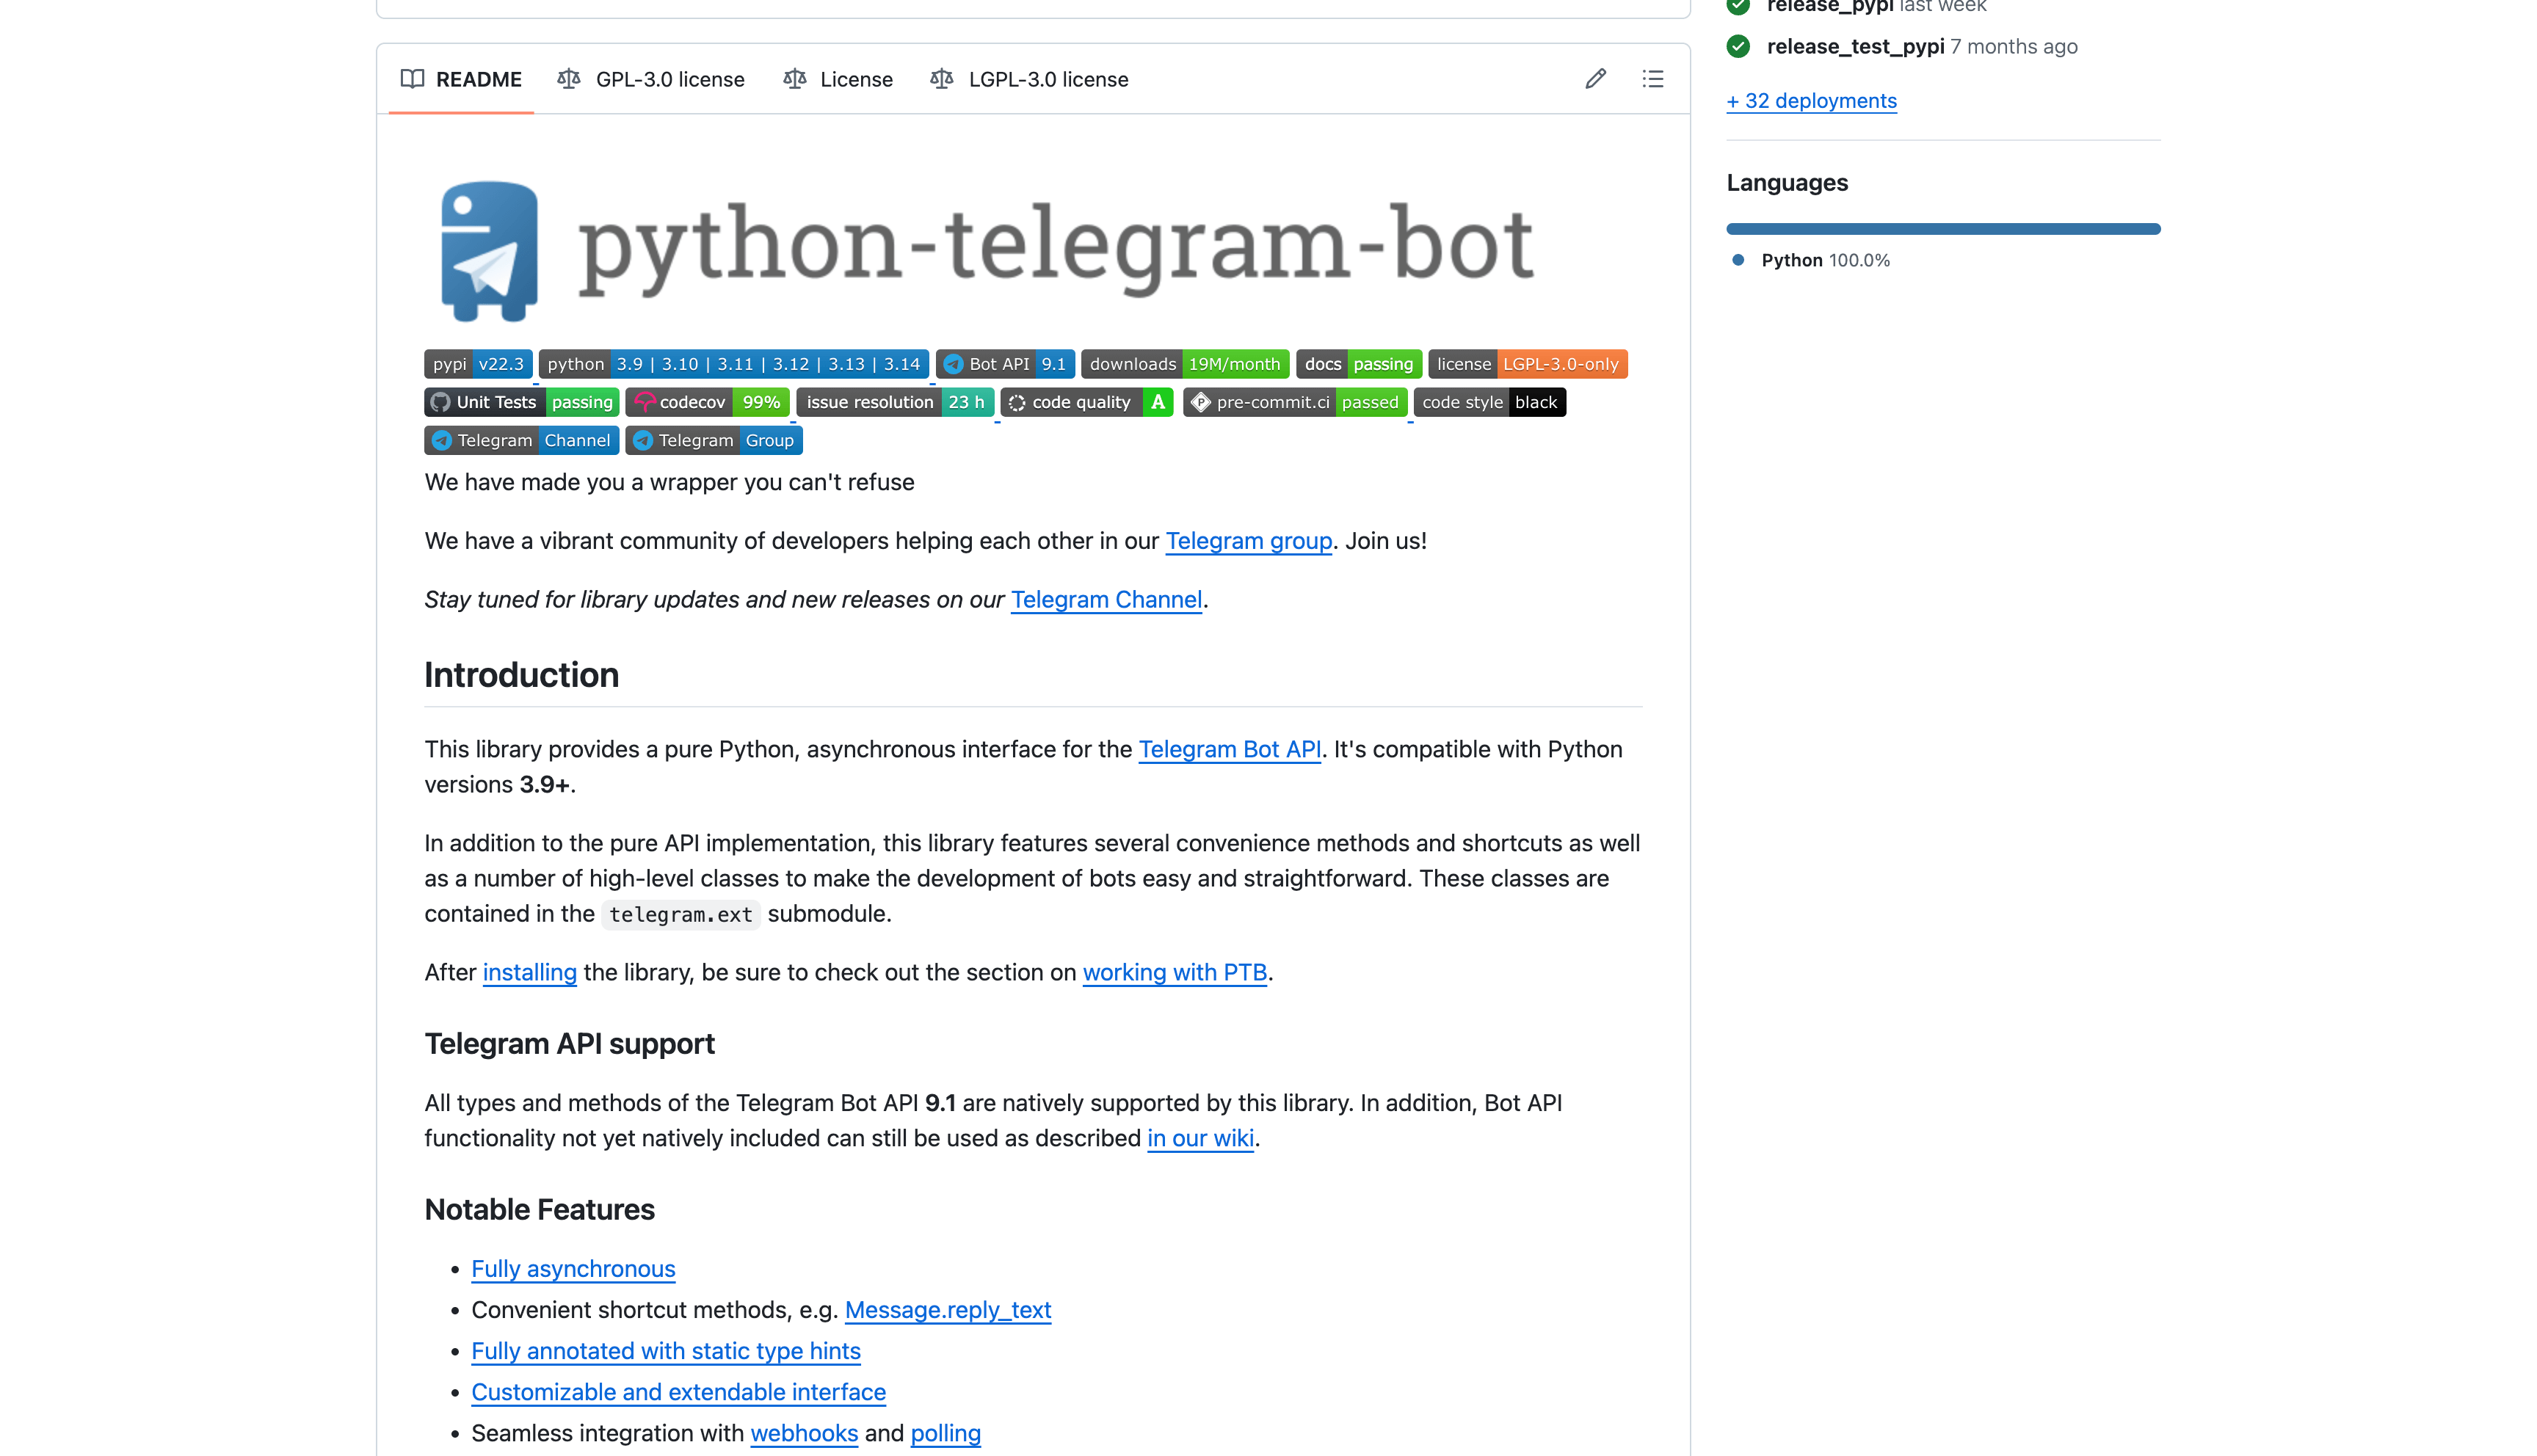 release_pypi last week
release_test_pypi 7 months ago
+ 32 deployments
Languages
Python 100.0%
README GPL-3.0 license License LGPL-3.0 license
python-telegram-bot
pypi v22.3 python 3.9 | 3.10 | 3.11 | 3.12 | 3.13 | 3.14 Bot API 9.1 downloads 19M/month docs passing license LGPL-3.0-only
Unit Tests passing codecov 99% issue resolution 23 h code quality A pre-commit.ci passed code style black
Telegram Channel Telegram Group
We have made you a wrapper you can't refuse
We have a vibrant community of developers helping each other in our Telegram group. Join us!
Stay tuned for library updates and new releases on our Telegram Channel.
Introduction
This library provides a pure Python, asynchronous interface for the Telegram Bot API. It's compatible with Python
versions 3.9+.
In addition to the pure API implementation, this library features several convenience methods and shortcuts as well
as a number of high-level classes to make the development of bots easy and straightforward. These classes are
contained in the telegram.ext submodule.
After installing the library, be sure to check out the section on working with PTB.
Telegram API support
All types and methods of the Telegram Bot API 9.1 are natively supported by this library. In addition, Bot API
functionality not yet natively included can still be used as described in our wiki.
Notable Features
• Fully asynchronous
• Convenient shortcut methods, e.g. Message.reply_text
• Fully annotated with static type hints
• Customizable and extendable interface
• Seamless integration with webhooks and polling